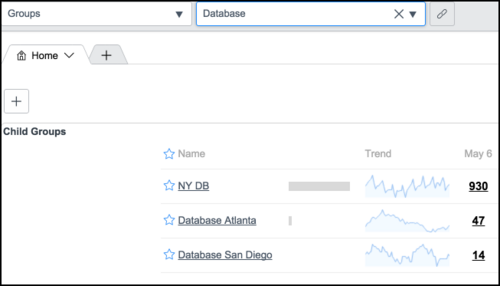 Groups
Database
Home
Child Groups
Name Trend May 6
NY DB 930
Database Atlanta 47
Database San Diego 14